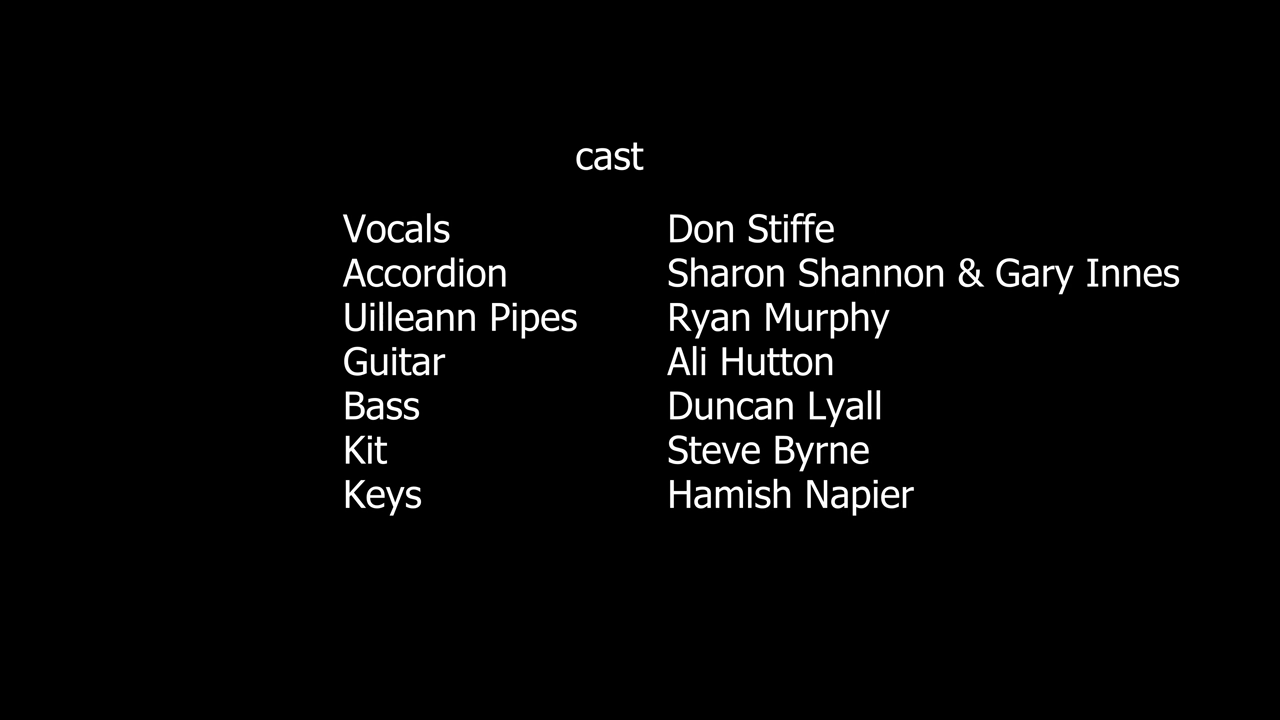 cast
Vocals Don Stiffe
Accordion Sharon Shannon & Gary Innes
Uilleann Pipes Ryan Murphy
Guitar Ali Hutton
Bass Duncan Lyall
Kit Steve Byrne
Keys Hamish Napier